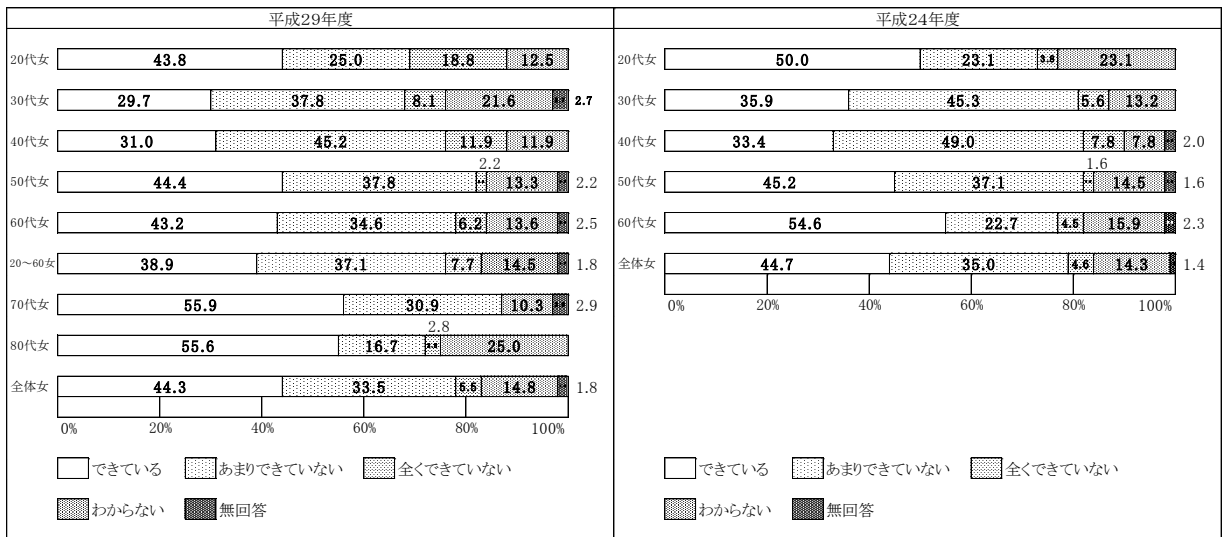 平成29年度
20代女 43.8 25.0 18.8 12.5
30代女 29.7 37.8 8.1 21.6 2.7
40代女 31.0 45.2 11.9 11.9
2.2
50代女 44.4 37.8 13.3 2.2
60代女 43.2 34.6 6.2 13.6 2.5
20～60女 38.9 37.1 7.7 14.5 1.8
70代女 55.9 30.9 10.3 2.9
2.8
80代女 55.6 16.7 25.0
全体女 44.3 33.5 14.8 1.8
0% 20% 40% 60% 80% 100%
できている あまりできていない 全くできていない
わからない 無回答
平成24年度
20代女 50.0 23.1 3.8 23.1
30代女 35.9 45.3 5.6 13.2
40代女 33.4 49.0 7.8 7.8 2.0
1.6
50代女 45.2 37.1 14.5 1.6
60代女 54.6 22.7 4.5 15.9 2.3
全体女 44.7 35.0 4.6 14.3 1.4
0% 20% 40% 60% 80% 100%
できている あまりできていない 全くできていない
わからない 無回答